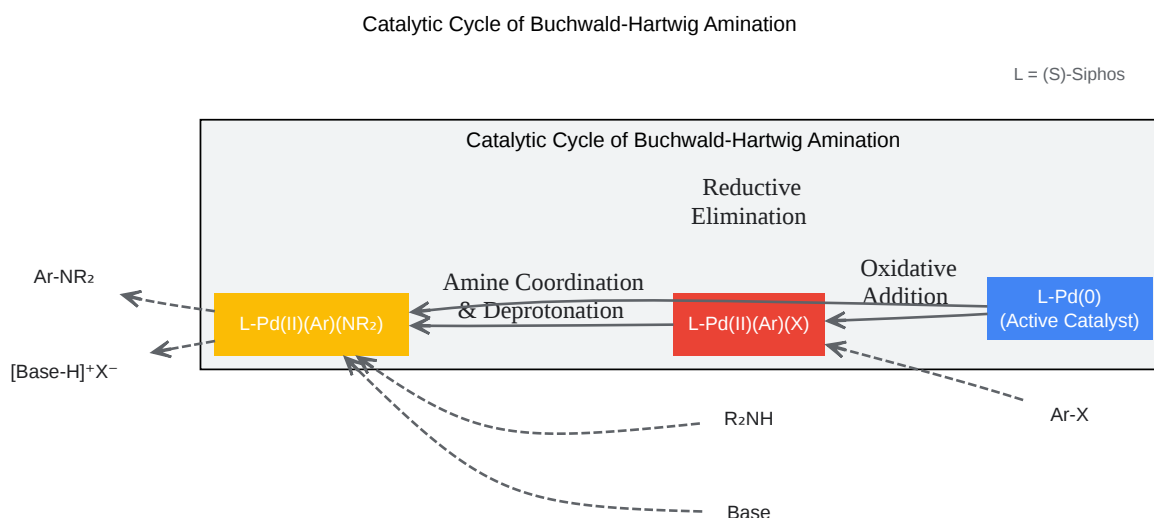 Catalytic Cycle of Buchwald-Hartwig Amination
L = (S)-Siphos
Catalytic Cycle of Buchwald-Hartwig Amination
Reductive
Elimination
Ar-NR₂
Amine Coordination
& Deprotonation
Oxidative
Addition
L-Pd(0)
(Active Catalyst)
L-Pd(II)(Ar)(NR₂)
L-Pd(II)(Ar)(X)
[Base-H]⁺X⁻
R₂NH
Ar-X
Base